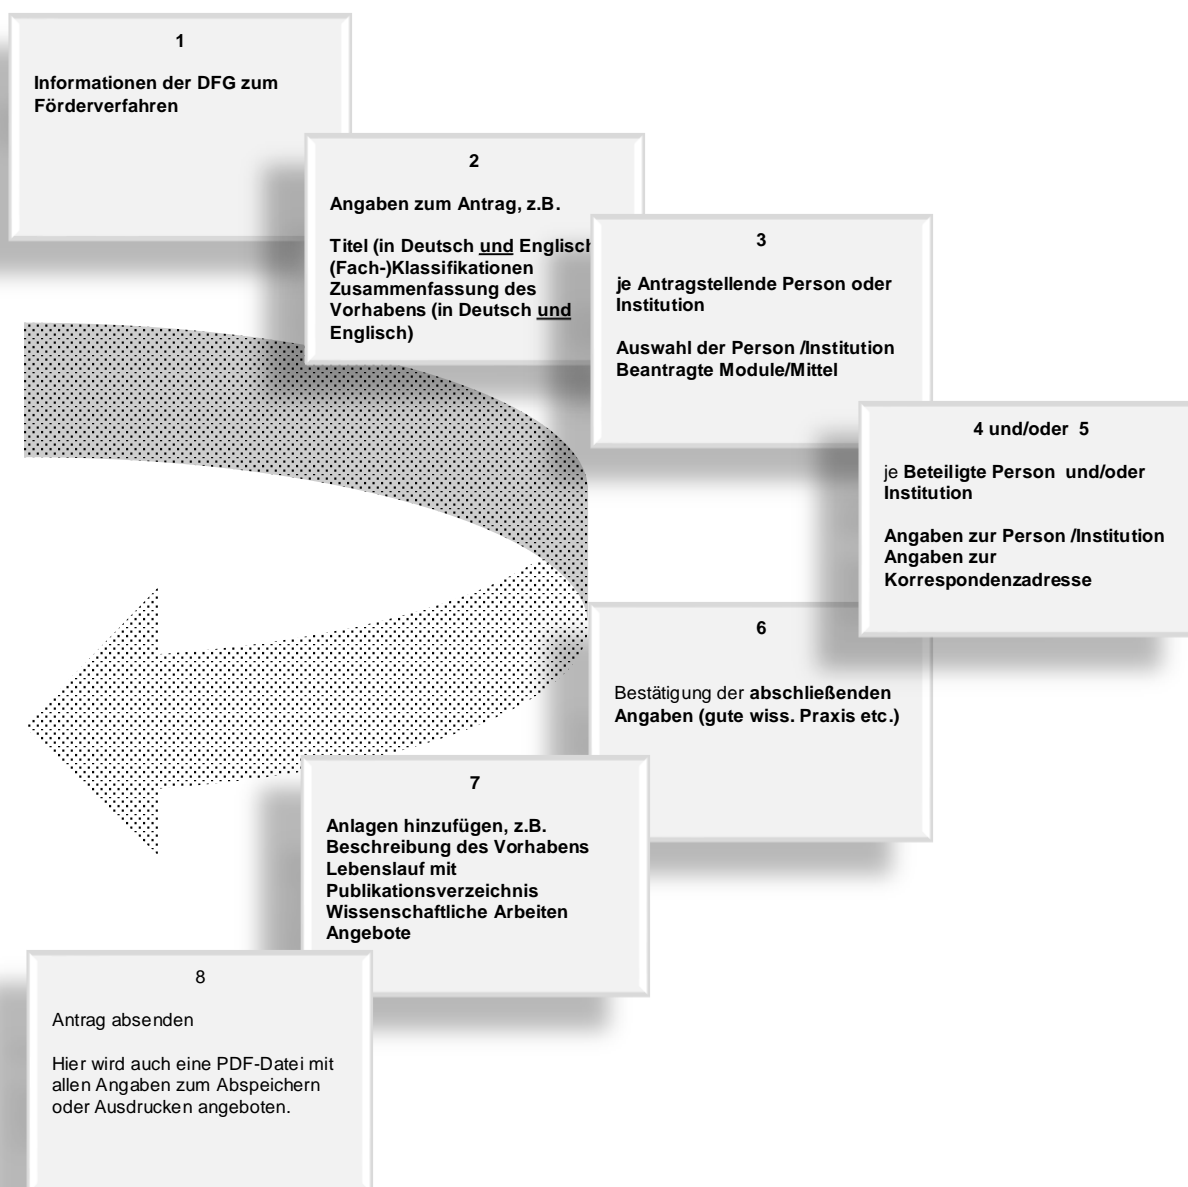 1
Informationen der DFG zum
Förderverfahren
2
Angaben zum Antrag, z.B.
Titel (in Deutsch und Englisch
(Fach-)Klassifikationen
Zusammenfassung des
Vorhabens (in Deutsch und
Englisch)
3
je Antragstellende Person oder
Institution
Auswahl der Person /Institution
Beantragte Module/Mittel
4 und/oder 5
je Beteiligte Person und/oder
Institution
Angaben zur Person /Institution
Angaben zur
Korrespondenzadresse
6
Bestätigung der abschließenden
Angaben (gute wiss. Praxis etc.)
7
Anlagen hinzufügen, z.B.
Beschreibung des Vorhabens
Lebenslauf mit
Publikationsverzeichnis
Wissenschaftliche Arbeiten
Angebote
8
Antrag absenden
Hier wird auch eine PDF-Datei mit
allen Angaben zum Abspeichern
oder Ausdrucken angeboten.